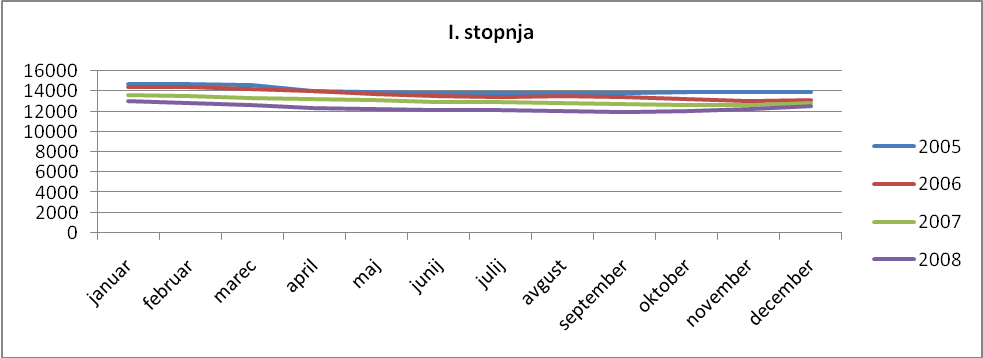 I. stopnja
16000
14000
12000
10000
8000
6000
4000
2000
0
januar
februar
marec
april
maj
junij
julij
avgust
september
oktober
november
december
2005
2006
2007
2008